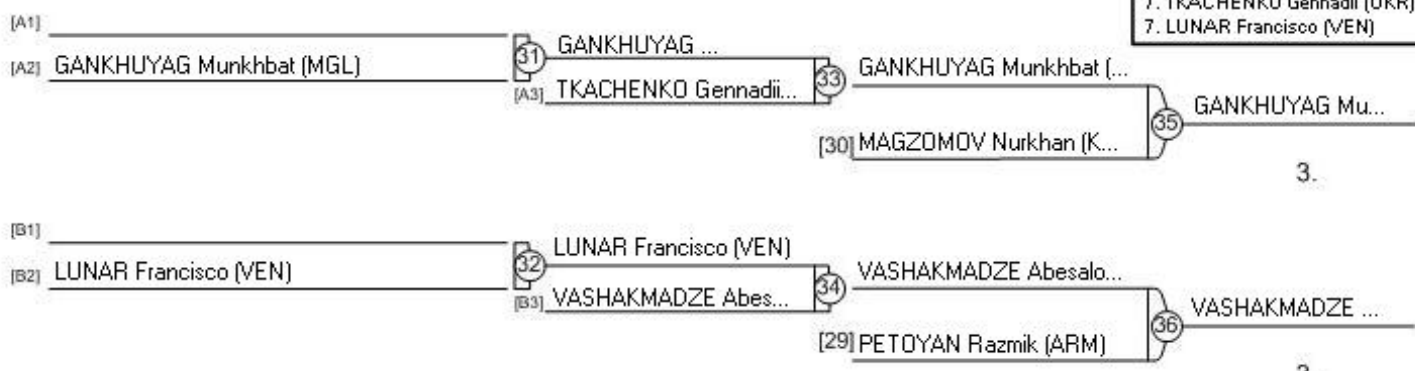 7. TKACHENKO Gennadii (UKR)
7. LUNAR Francisco (VEN)
[A1]
[A2] GANKHUYAG Munkhbat (MGL)
31
GANKHUYAG ...
[A3] TKACHENKO Gennadii...
33
GANKHUYAG Munkhbat (...
[30] MAGZOMOV Nurkhan (K...
35
GANKHUYAG Mu...
3.
[B1]
[B2] LUNAR Francisco (VEN)
32
LUNAR Francisco (VEN)
[B3] VASHAKMADZE Abes...
34
VASHAKMADZE Abesalo...
[29] PETOYAN Razmik (ARM)
36
VASHAKMADZE ...